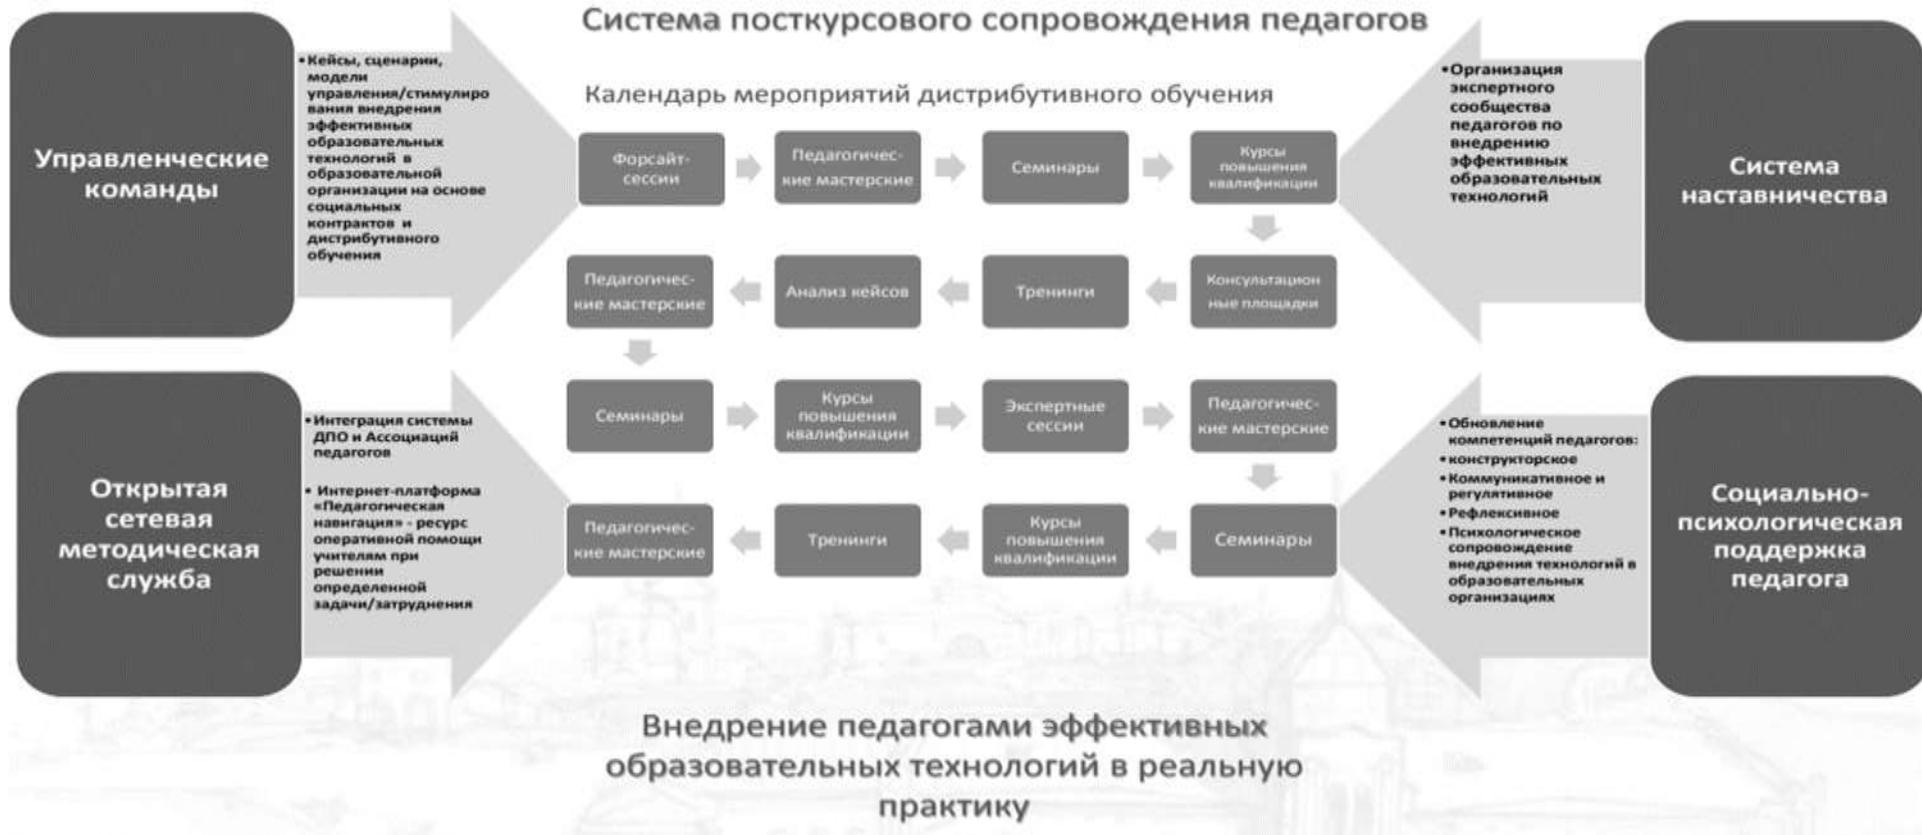 Система посткурсового сопровождения педагогов
Управленческие
команды
•Кейсы, сценарии,
модели
управления/стимулиро
вания внедрения
эффективных
образовательных
технологий в
образовательной
организации на основе
социальных
контрактов и
дистрибутивного
обучения
Открытая
сетевая
методическая
служба
•Интеграция системы
ДПО и Ассоциаций
педагогов
• Интернет-платформа
«Педагогическая
навигация» - ресурс
оперативной помощи
учителям при
решении
определенной
задачи/затруднения
Календарь мероприятий дистрибутивного обучения
Форсайт-
сессии
Педагогичес-
кие мастерские
Семинары
Курсы
повышения
квалификации
Консультацион
ные площадки
Тренинги
Анализ кейсов
Педагогичес-
кие мастерские
Семинары
Курсы
повышения
квалификации
Экспертные
сессии
Педагогичес-
кие мастерские
Семинары
Курсы
повышения
квалификации
Тренинги
Педагогичес-
кие мастерские
•Организация
экспертного
сообщества
педагогов по
внедрению
эффективных
образовательных
технологий
Система
наставничества
•Обновление
компетенций педагогов:
•конструкторское
•Коммуникативное и
регулятивное
•Рефлексивное
•Психологическое
сопровождение
внедрения технологий в
образовательных
организациях
Социально-
психологическая
поддержка
педагога
Внедрение педагогами эффективных
образовательных технологий в реальную
практику